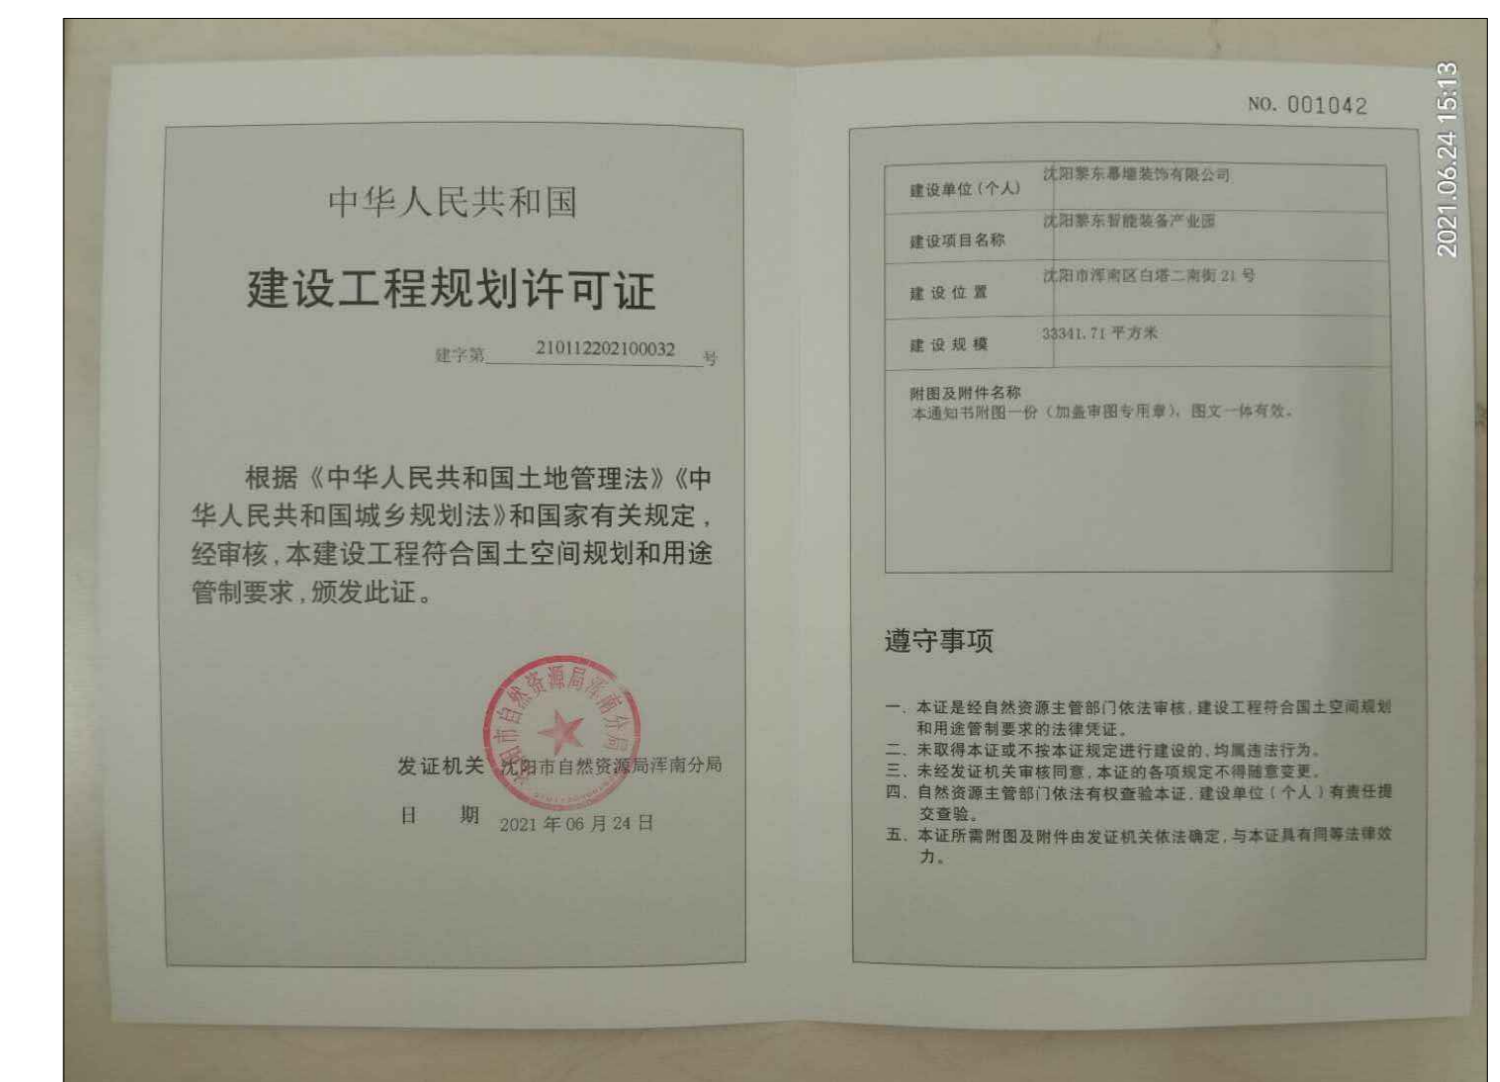 中华人民共和国
建设工程规划许可证
建字第 210112202100032 号
根据《中华人民共和国土地管理法》《中
华人民共和国城乡规划法》和国家有关规定,
经审核,本建设工程符合国土空间规划和用途
管制要求,颁发此证。
沈阳市自然资源局浑南分局
发证机关 沈阳市自然资源局浑南分局
日 期 2021 年 06 月 24 日
NO. 001042
建设单位(个人) 沈阳黎东幕墙装饰有限公司
建设项目名称 沈阳黎东智能装备产业园
建设位置 沈阳市浑南区白塔二南街 21 号
建设规模 33341.71 平方米
附图及附件名称
本通知书附图一份(加盖审图专用章),图文一体有效。
遵守事项
一、本证是经自然资源主管部门依法审核,建设工程符合国土空间规划
和用途管制要求的法律凭证。
二、未取得本证或不按本证规定进行建设的,均属违法行为。
三、未经发证机关审核同意,本证的各项规定不得随意变更。
四、自然资源主管部门依法有权查验本证,建设单位(个人)有责任提
交查验。
五、本证所需附图及附件由发证机关依法确定,与本证具有同等法律效
力。
2021.06.24 15:13